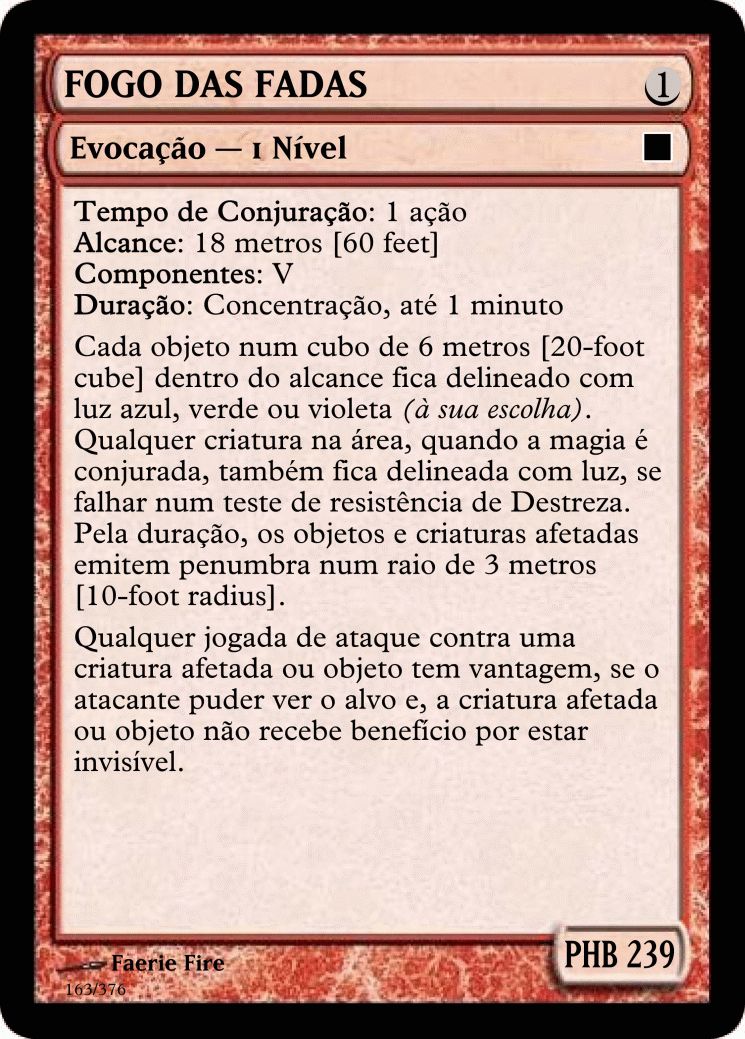 FOGO DAS FADAS 1
Evocação — 1 Nível
Tempo de Conjuração: 1 ação
Alcance: 18 metros [60 feet]
Componentes: V
Duração: Concentração, até 1 minuto
Cada objeto num cubo de 6 metros [20-foot
cube] dentro do alcance fica delineado com
luz azul, verde ou violeta (à sua escolha).
Qualquer criatura na área, quando a magia é
conjurada, também fica delineada com luz, se
falhar num teste de resistência de Destreza.
Pela duração, os objetos e criaturas afetadas
emitem penumbra num raio de 3 metros
[10-foot radius].
Qualquer jogada de ataque contra uma
criatura afetada ou objeto tem vantagem, se o
atacante puder ver o alvo e, a criatura afetada
ou objeto não recebe benefício por estar
invisível.
PHB 239
Faerie Fire
163/376